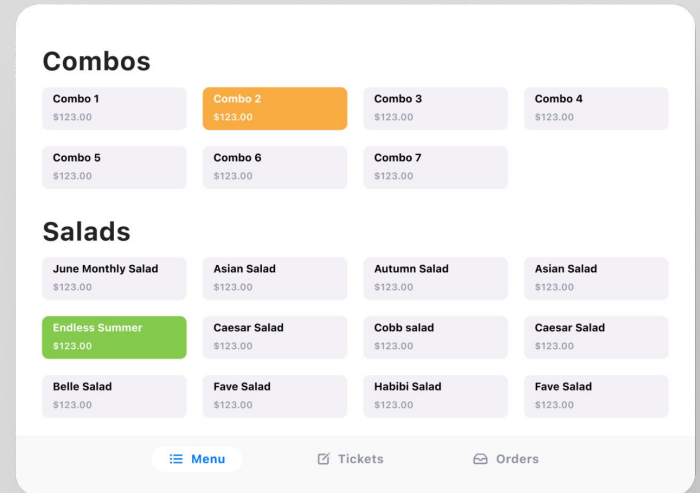 Combos
Combo 1
$123.00
Combo 2
$123.00
Combo 3
$123.00
Combo 4
$123.00
Combo 5
$123.00
Combo 6
$123.00
Combo 7
$123.00
Salads
June Monthly Salad
$123.00
Asian Salad
$123.00
Autumn Salad
$123.00
Asian Salad
$123.00
Endless Summer
$123.00
Caesar Salad
$123.00
Cobb salad
$123.00
Caesar Salad
$123.00
Belle Salad
$123.00
Fave Salad
$123.00
Habibi Salad
$123.00
Fave Salad
$123.00
Menu
Tickets
Orders